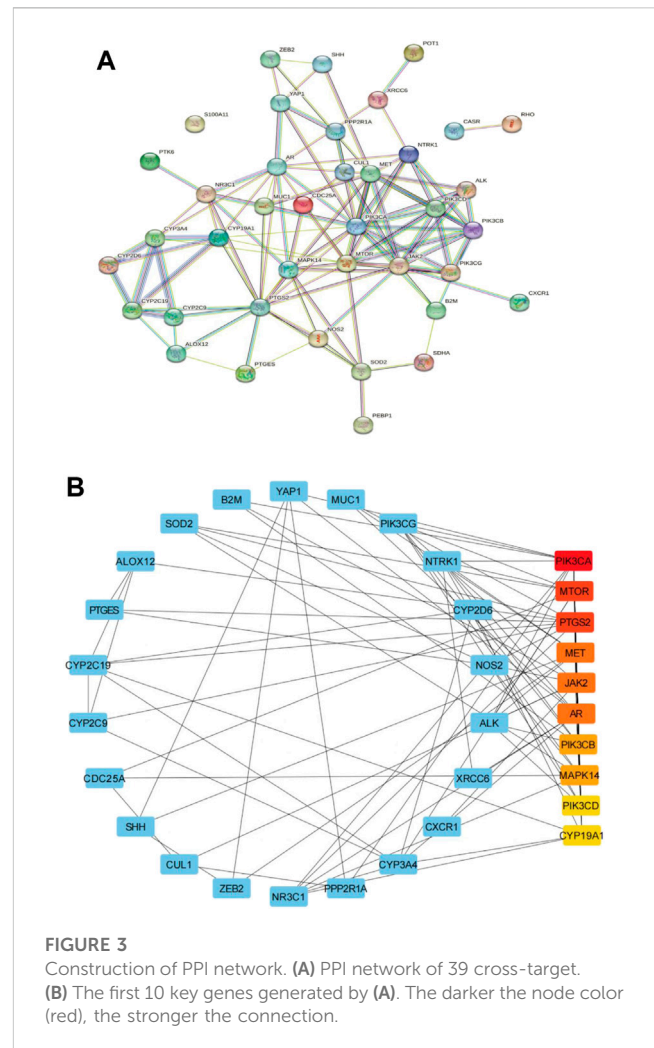 A
ZEB2
SHH
POT1
YAP1
XRCC6
S100A11
PPP2R1A
CASR
RHO
AR
CUL1
MET
NTRK1
PTK6
NR3C1
MUC1
CDC25A
ALK
PIK3CD
CYP3A4
CYP19A1
PIK3CA
PIK3CB
CYP2D6
MAPK14
MTOR
JAK2
PIK3CG
CYP2C19
CYP2C9
PTGS2
B2M
CXCR1
ALOX12
NOS2
PTGES
SOD2
SDHA
PEBP1
B
YAP1
B2M
MUC1
SOD2
PIK3CG
ALOX12
NTRK1
PIK3CA
MTOR
PTGES
CYP2D6
PTGS2
MET
CYP2C19
NOS2
JAK2
AR
CYP2C9
ALK
PIK3CB
CDC25A
XRCC6
MAPK14
PIK3CD
SHH
CXCR1
CYP19A1
CUL1
CYP3A4
ZEB2
NR3C1
PPP2R1A
FIGURE 3
Construction of PPI network. (A) PPI network of 39 cross-target.
(B) The first 10 key genes generated by (A). The darker the node color
(red), the stronger the connection.